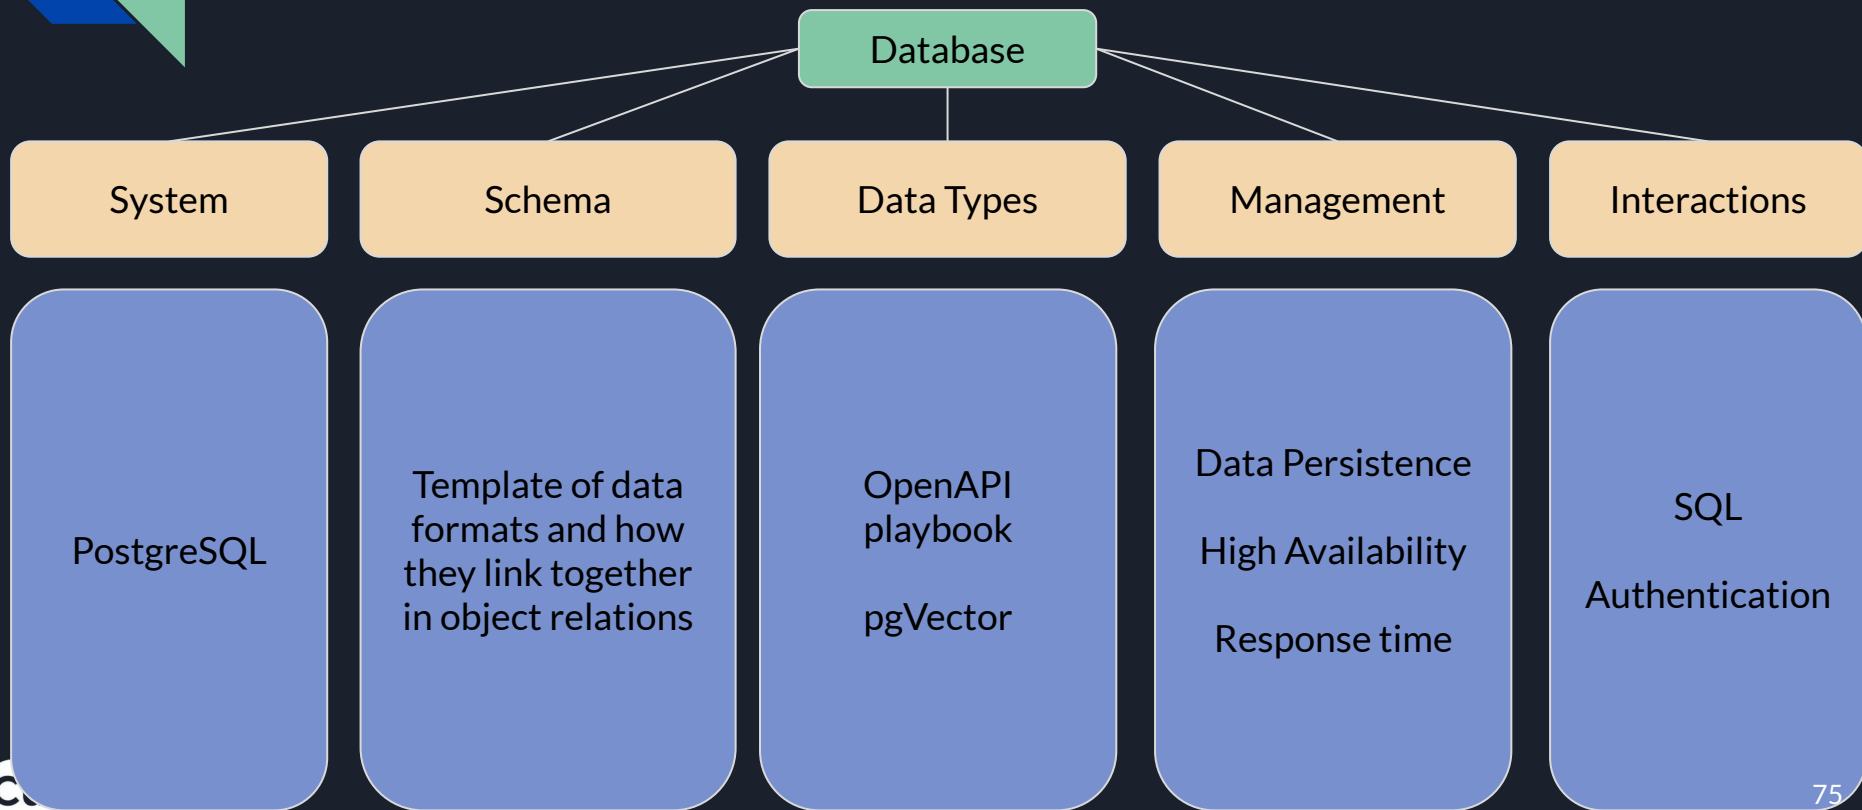 Database
System
Schema
Data Types
Management
Interactions
PostgreSQL
Template of data
formats and how
they link together
in object relations
OpenAPI
playbook
pgVector
Data Persistence
High Availability
Response time
SQL
Authentication
75